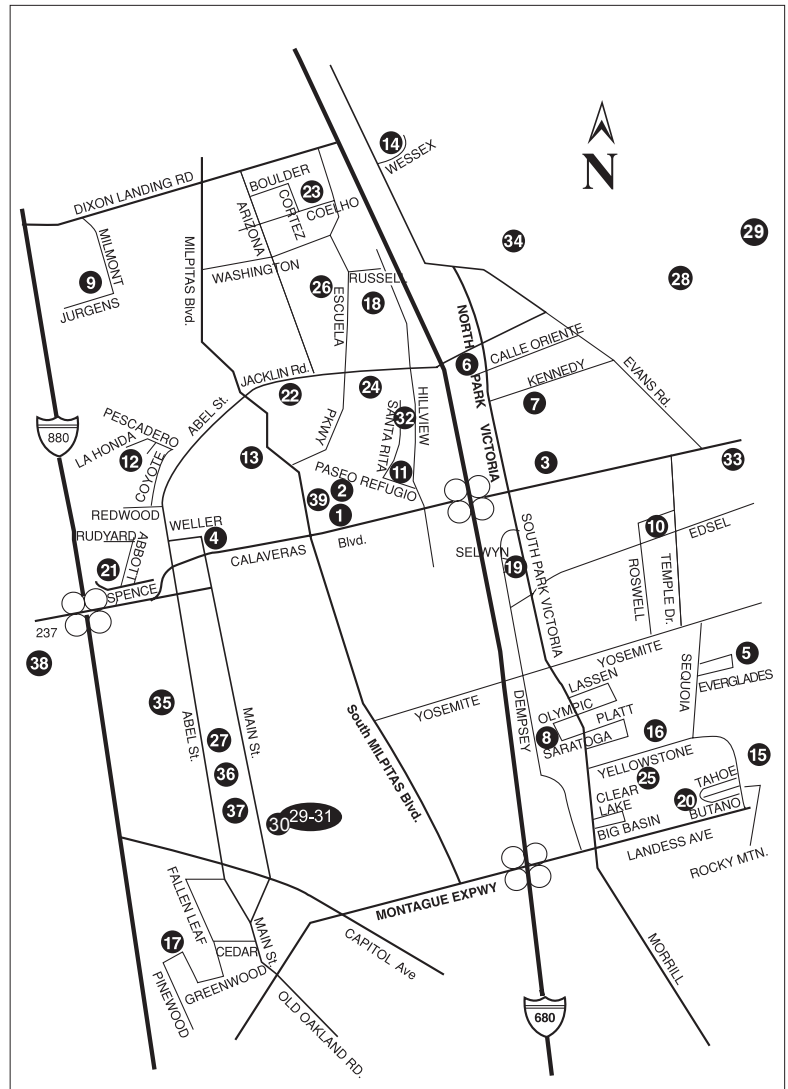 14
WESSEX
N
BOULDER
23
CORTEZ
COELHO
DIXON LANDING RD
ARIZONA
MILPITAS Blvd.
MILMONT
9
JURGENS
WASHINGTON
34
29
28
26
ESCUELA
RUSSELL
18
NORTH PARK VICTORIA
6
CALLE ORIENTE
KENNEDY
7
EVANS Rd.
JACKLIN Rd.
22
24
HILLVIEW
32
SANTA RITA
PKWY
880
ABEL St.
PESCADERO
LA HONDA
12
COYOTE
13
PASEO REFUGIO
11
3
33
39
2
1
REDWOOD
WELLER
4
RUDYARD
ABBOTT
21
SPENCE
CALAVERAS Blvd.
SELWYN
19
SOUTH PARK VICTORIA
10
EDSEL
ROSWELL
TEMPLE Dr.
237
38
YOSEMITE
YOSEMITE
SEQUOIA
5
EVERGLADES
LASSEN
OLYMPIC
PLATT
8
SARATOGA
DEMPSEY
16
YELLOWSTONE
15
25
CLEAR LAKE
TAHOE
20
BUTANO
BIG BASIN
LANDESS AVE
ROCKY MTN.
35
ABEL St.
MAIN St.
27
36
37
30
29-31
South MILPITAS Blvd.
MONTAGUE EXPWY
FALLEN LEAF
17
CEDAR
MAIN St.
GREENWOOD
PINEWOOD
CAPITOL Ave
OLD OAKLAND RD.
MORRILL
680